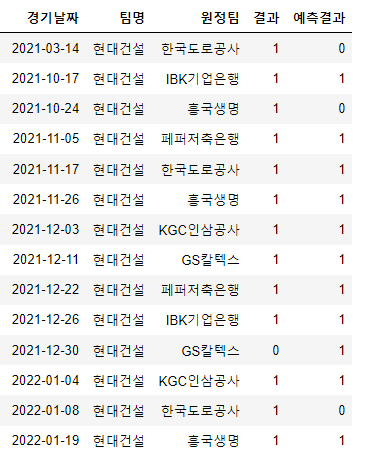 경기날짜 팀명 원정팀 결과 예측결과
2021-03-14 현대건설 한국도로공사 1 0
2021-10-17 현대건설 IBK기업은행 1 1
2021-10-24 현대건설 흥국생명 1 0
2021-11-05 현대건설 페퍼저축은행 1 1
2021-11-17 현대건설 한국도로공사 1 1
2021-11-26 현대건설 흥국생명 1 1
2021-12-03 현대건설 KGC인삼공사 1 1
2021-12-11 현대건설 GS칼텍스 1 1
2021-12-22 현대건설 페퍼저축은행 1 1
2021-12-26 현대건설 IBK기업은행 1 1
2021-12-30 현대건설 GS칼텍스 0 1
2022-01-04 현대건설 KGC인삼공사 1 1
2022-01-08 현대건설 한국도로공사 1 0
2022-01-19 현대건설 흥국생명 1 1